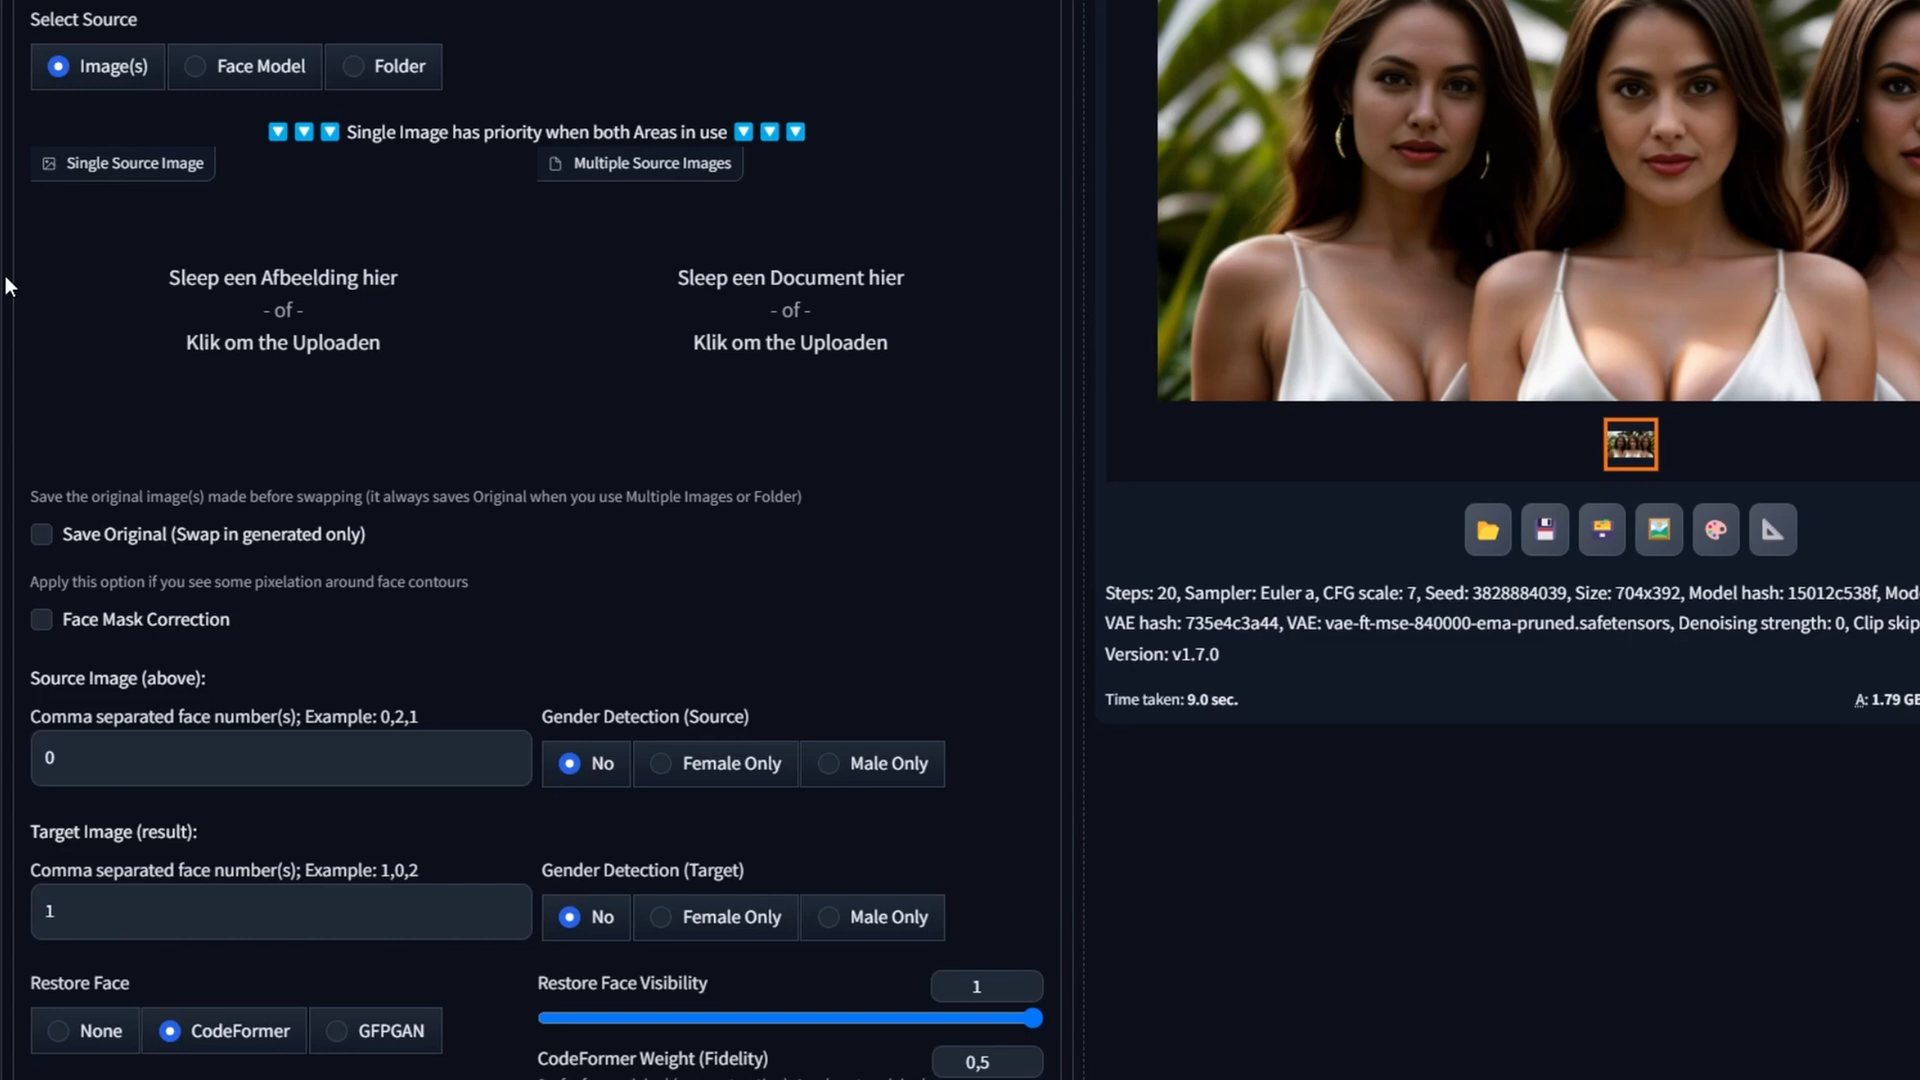 Select Source
Image(s)
Face Model
Folder
Single Image has priority when both Areas in use
Single Source Image
Multiple Source Images
Sleep een Afbeelding hier
- of -
Klik om the Uploaden
Sleep een Document hier
- of -
Klik om the Uploaden
Save the original image(s) made before swapping (it always saves Original when you use Multiple Images or Folder)
Save Original (Swap in generated only)
Apply this option if you see some pixelation around face contours
Face Mask Correction
Source Image (above):
Comma separated face number(s); Example: 0,2,1
0
Gender Detection (Source)
No
Female Only
Male Only
Target Image (result):
Comma separated face number(s); Example: 1,0,2
1
Gender Detection (Target)
No
Female Only
Male Only
Restore Face
None
CodeFormer
GFPGAN
Restore Face Visibility
1
CodeFormer Weight (Fidelity)
0,5
Steps: 20, Sampler: Euler a, CFG scale: 7, Seed: 3828884039, Size: 704x392, Model hash: 15012c538f,
VAE hash: 735e4c3a44, VAE: vae-ft-mse-840000-ema-pruned.safetensors, Denoising strength: 0, Clip skip
Version: v1.7.0
Time taken: 9.0 sec.
A: 1.79